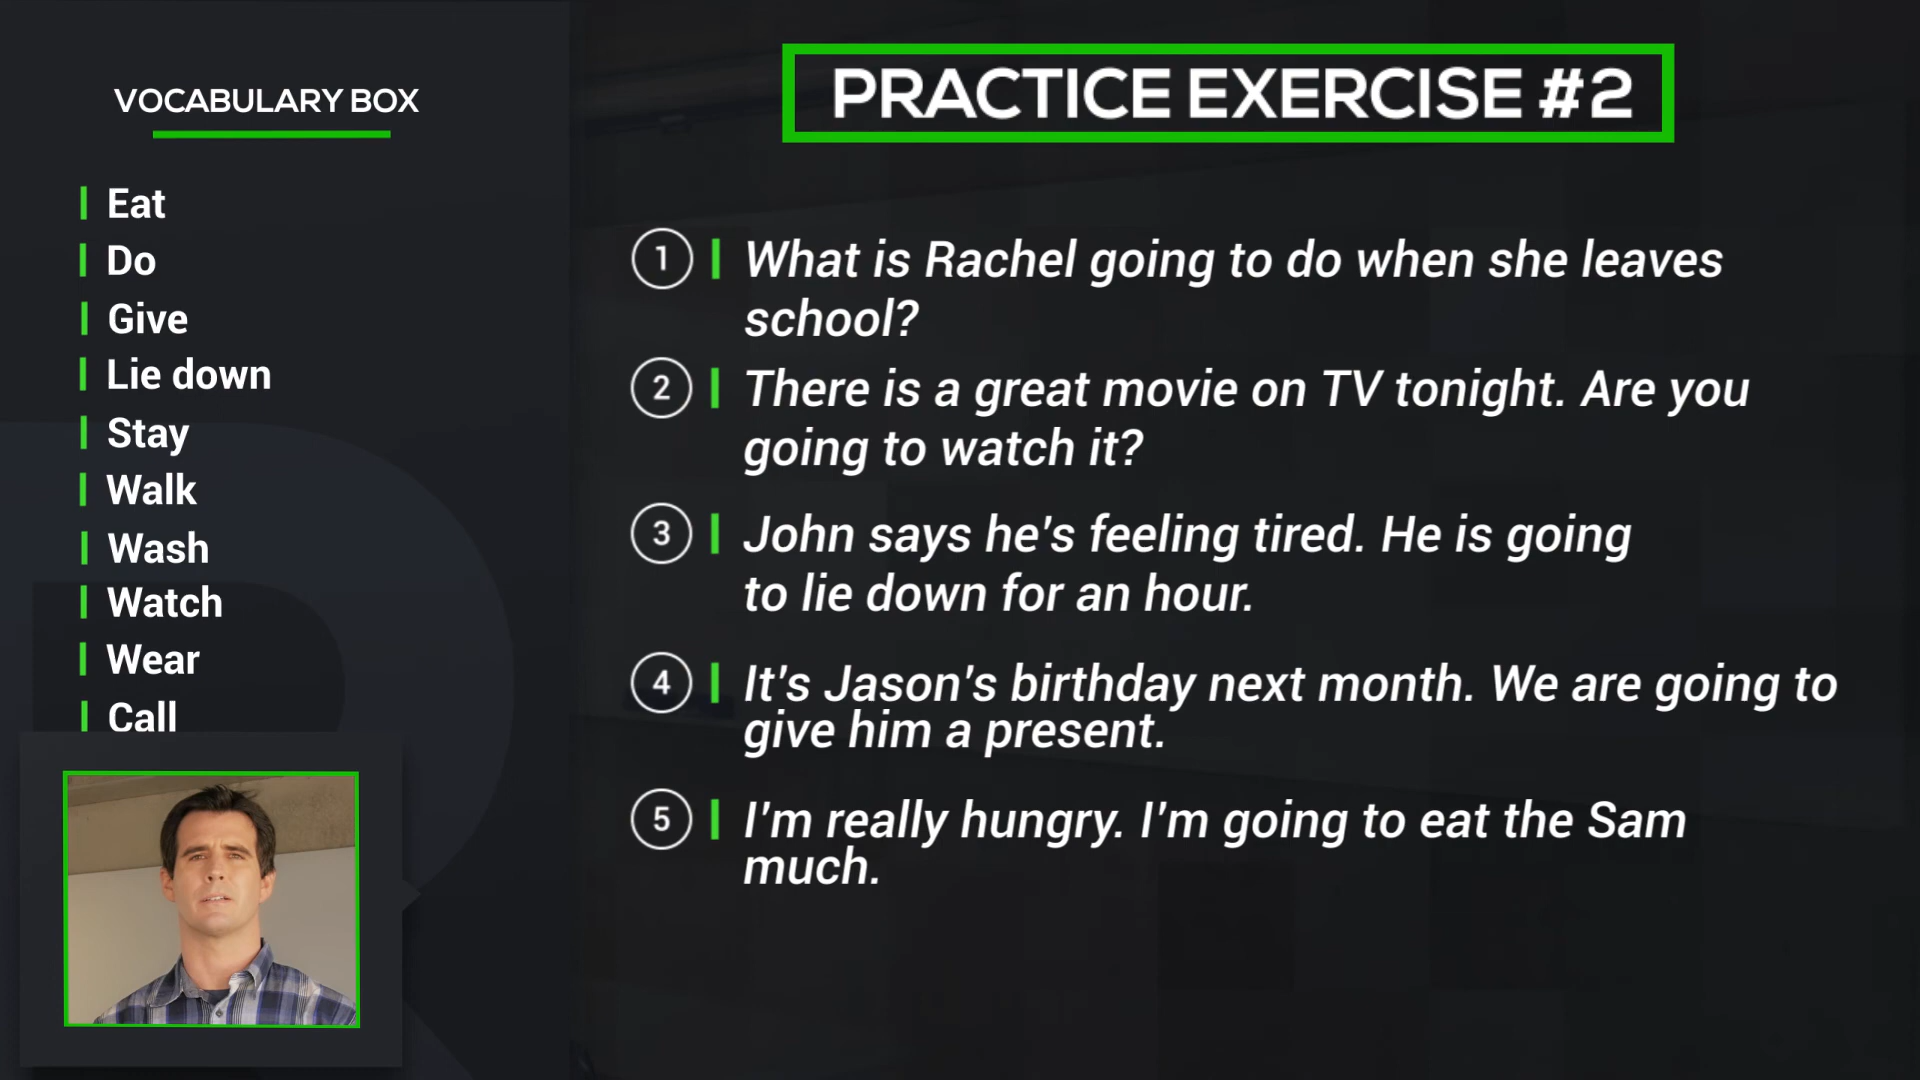 VOCABULARY BOX
Eat
Do
Give
Lie down
Stay
Walk
Wash
Watch
Wear
Call
PRACTICE EXERCISE #2
1 What is Rachel going to do when she leaves
school?
2 There is a great movie on TV tonight. Are you
going to watch it?
3 John says he's feeling tired. He is going
to lie down for an hour.
4 It's Jason's birthday next month. We are going to
give him a present.
5 I'm really hungry. I'm going to eat the Sam
much.